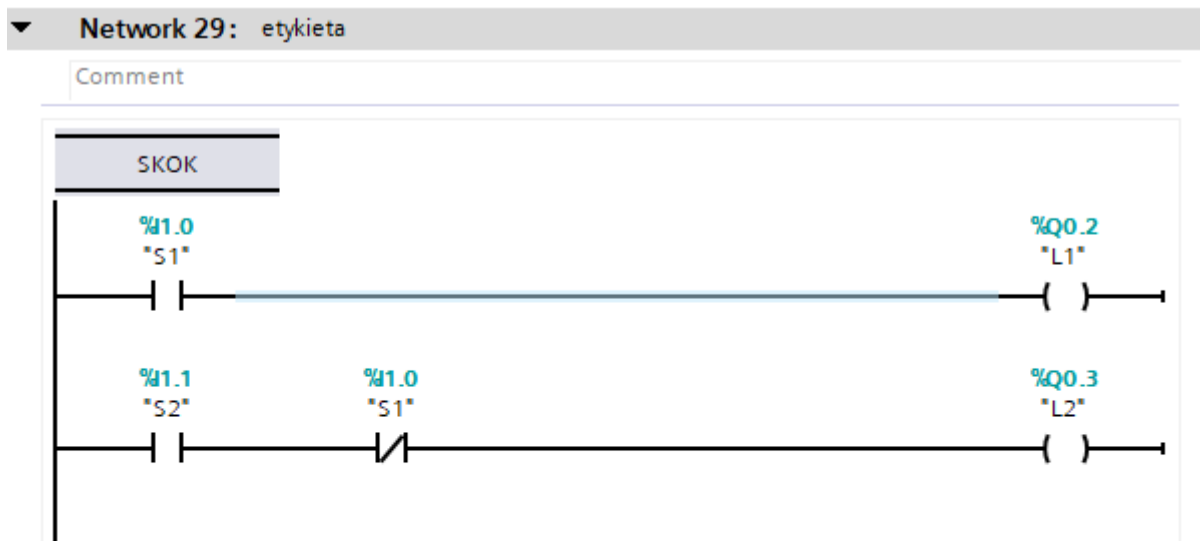 Network 29: etykieta
Comment
SKOK
%I1.0 %Q0.2
"S1" "L1"
%I1.1 %I1.0 %Q0.3
"S2" "S1" "L2"